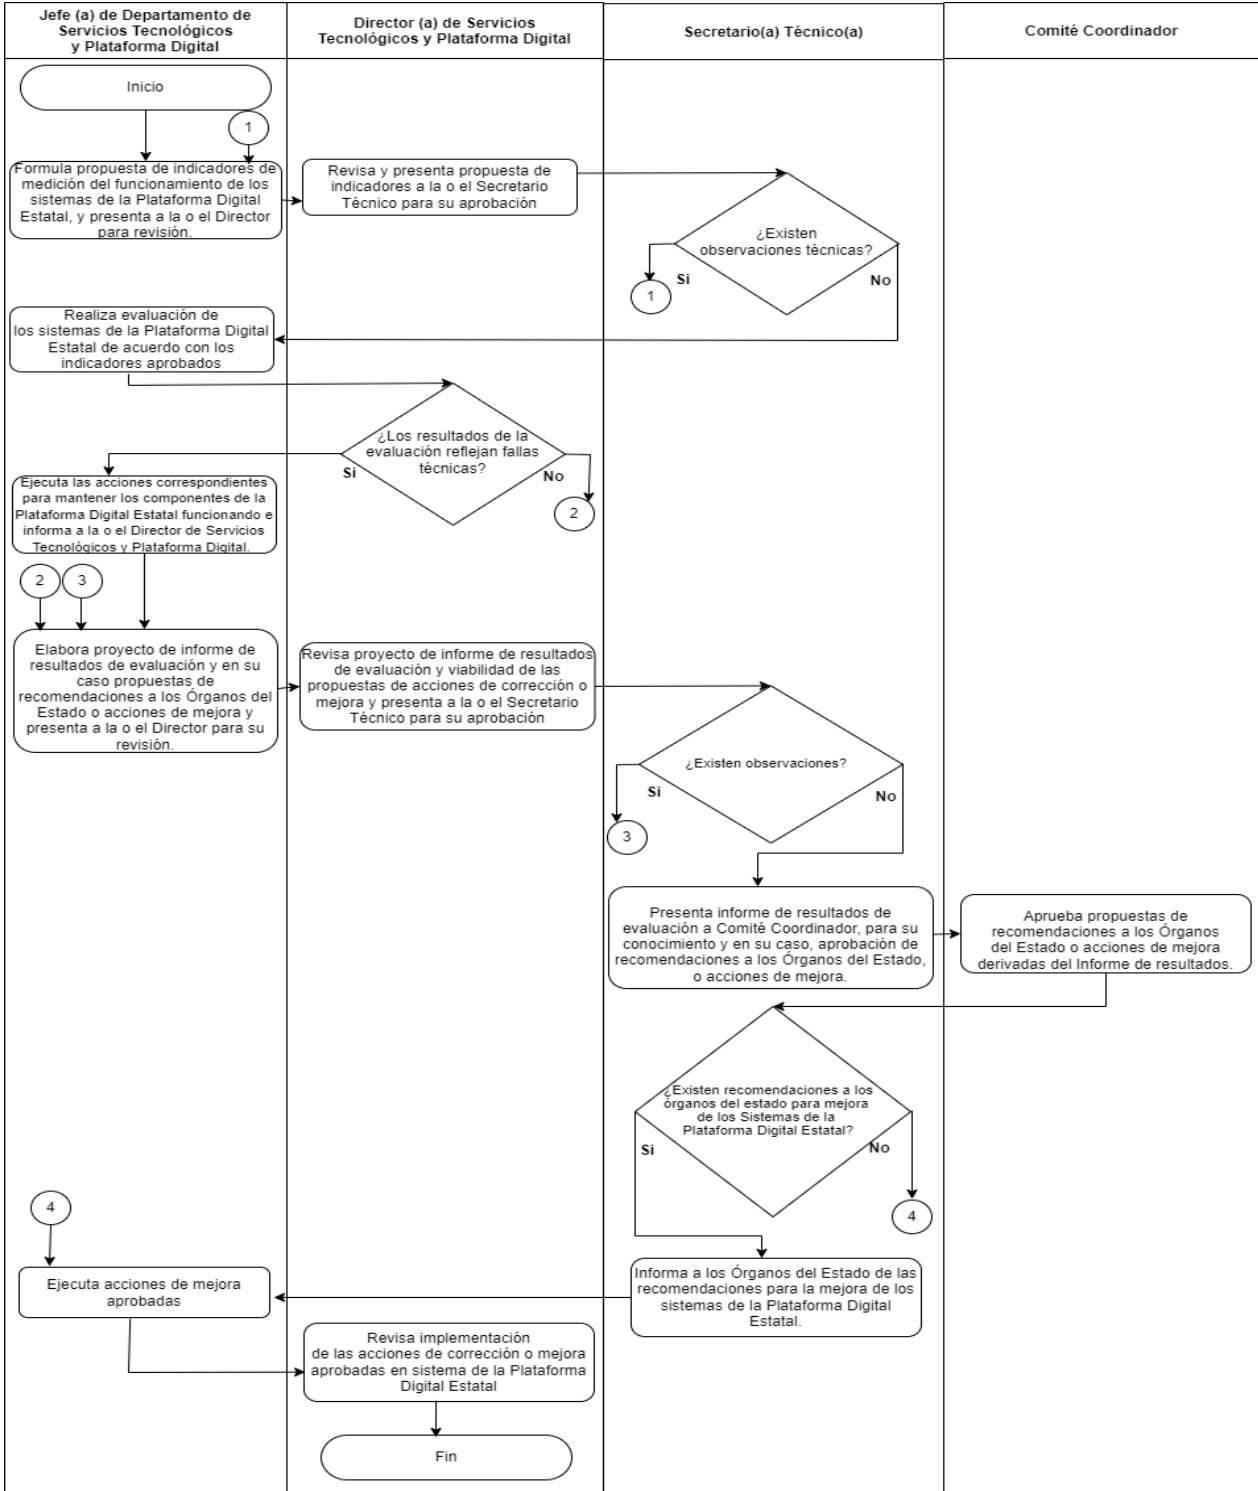 Jefe (a) de Departamento de
Servicios Tecnológicos
y Plataforma Digital
Director (a) de Servicios
Tecnológicos y Plataforma Digital
Secretario(a) Técnico(a)
Comité Coordinador
Inicio
1
Formula propuesta de indicadores de
medición del funcionamiento de los
sistemas de la Plataforma Digital
Estatal, y presenta a la o el Director
para revisión.
Revisa y presenta propuesta de
indicadores a la o el Secretario
Técnico para su aprobación
¿Existen
observaciones técnicas?
Si
No
1
Realiza evaluación de
los sistemas de la Plataforma Digital
Estatal de acuerdo con los
indicadores aprobados
¿Los resultados de la
evaluación reflejan fallas
técnicas?
Si
No
2
Ejecuta las acciones correspondientes
para mantener los componentes de la
Plataforma Digital Estatal funcionando e
informa a la o el Director de Servicios
Tecnológicos y Plataforma Digital.
2
3
Elabora proyecto de informe de
resultados de evaluación y en su
caso propuestas de
recomendaciones a los Órganos del
Estado o acciones de mejora y
presenta a la o el Director para su
revisión.
Revisa proyecto de informe de resultados
de evaluación y viabilidad de las
propuestas de acciones de corrección o
mejora y presenta a la o el Secretario
Técnico para su aprobación
¿Existen observaciones?
Si
No
3
Presenta informe de resultados de
evaluación a Comité Coordinador, para su
conocimiento y en su caso, aprobación de
recomendaciones a los Órganos del Estado,
o acciones de mejora.
Aprueba propuestas de
recomendaciones a los Órganos
del Estado o acciones de mejora
derivadas del Informe de resultados.
¿Existen recomendaciones a los
órganos del estado para mejora
de los Sistemas de la
Plataforma Digital Estatal?
Si
No
4
4
Ejecuta acciones de mejora
aprobadas
Informa a los Órganos del Estado de las
recomendaciones para la mejora de los
sistemas de la Plataforma Digital
Estatal.
Revisa implementación
de las acciones de corrección o mejora
aprobadas en sistema de la Plataforma
Digital Estatal
Fin